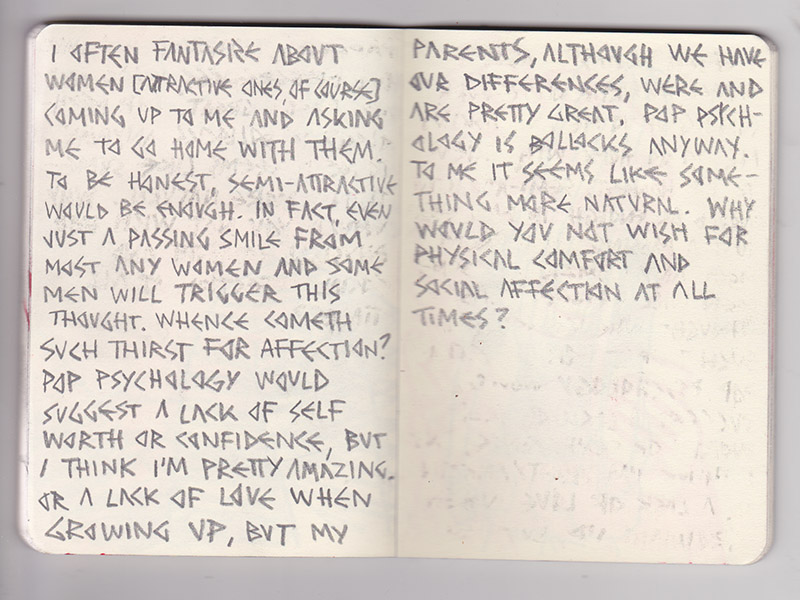 I OFTEN FANTASIZE ABOUT
WOMEN [ATTRACTIVE ONES, OF COURSE]
COMING UP TO ME AND ASKING
ME TO GO HOME WITH THEM.
TO BE HONEST, SEMI-ATTRACTIVE
WOULD BE ENOUGH. IN FACT, EVEN
JUST A PASSING SMILE FROM
MOST ANY WOMEN AND SOME
MEN WILL TRIGGER THIS
THOUGHT. WHENCE COMETH
SUCH THIRST FOR AFFECTION?
POP PSYCHOLOGY WOULD
SUGGEST A LACK OF SELF
WORTH OR CONFIDENCE, BUT
I THINK I'M PRETTY AMAZING.
OR A LACK OF LOVE WHEN
GROWING UP, BUT MY
PARENTS, ALTHOUGH WE HAVE
OUR DIFFERENCES, WERE AND
ARE PRETTY GREAT. POP PSYCH-
OLOGY IS BOLLOCKS ANYWAY.
TO ME IT SEEMS LIKE SOME-
THING MORE NATURAL. WHY
WOULD YOU NOT WISH FOR
PHYSICAL COMFORT AND
SOCIAL AFFECTION AT ALL
TIMES?